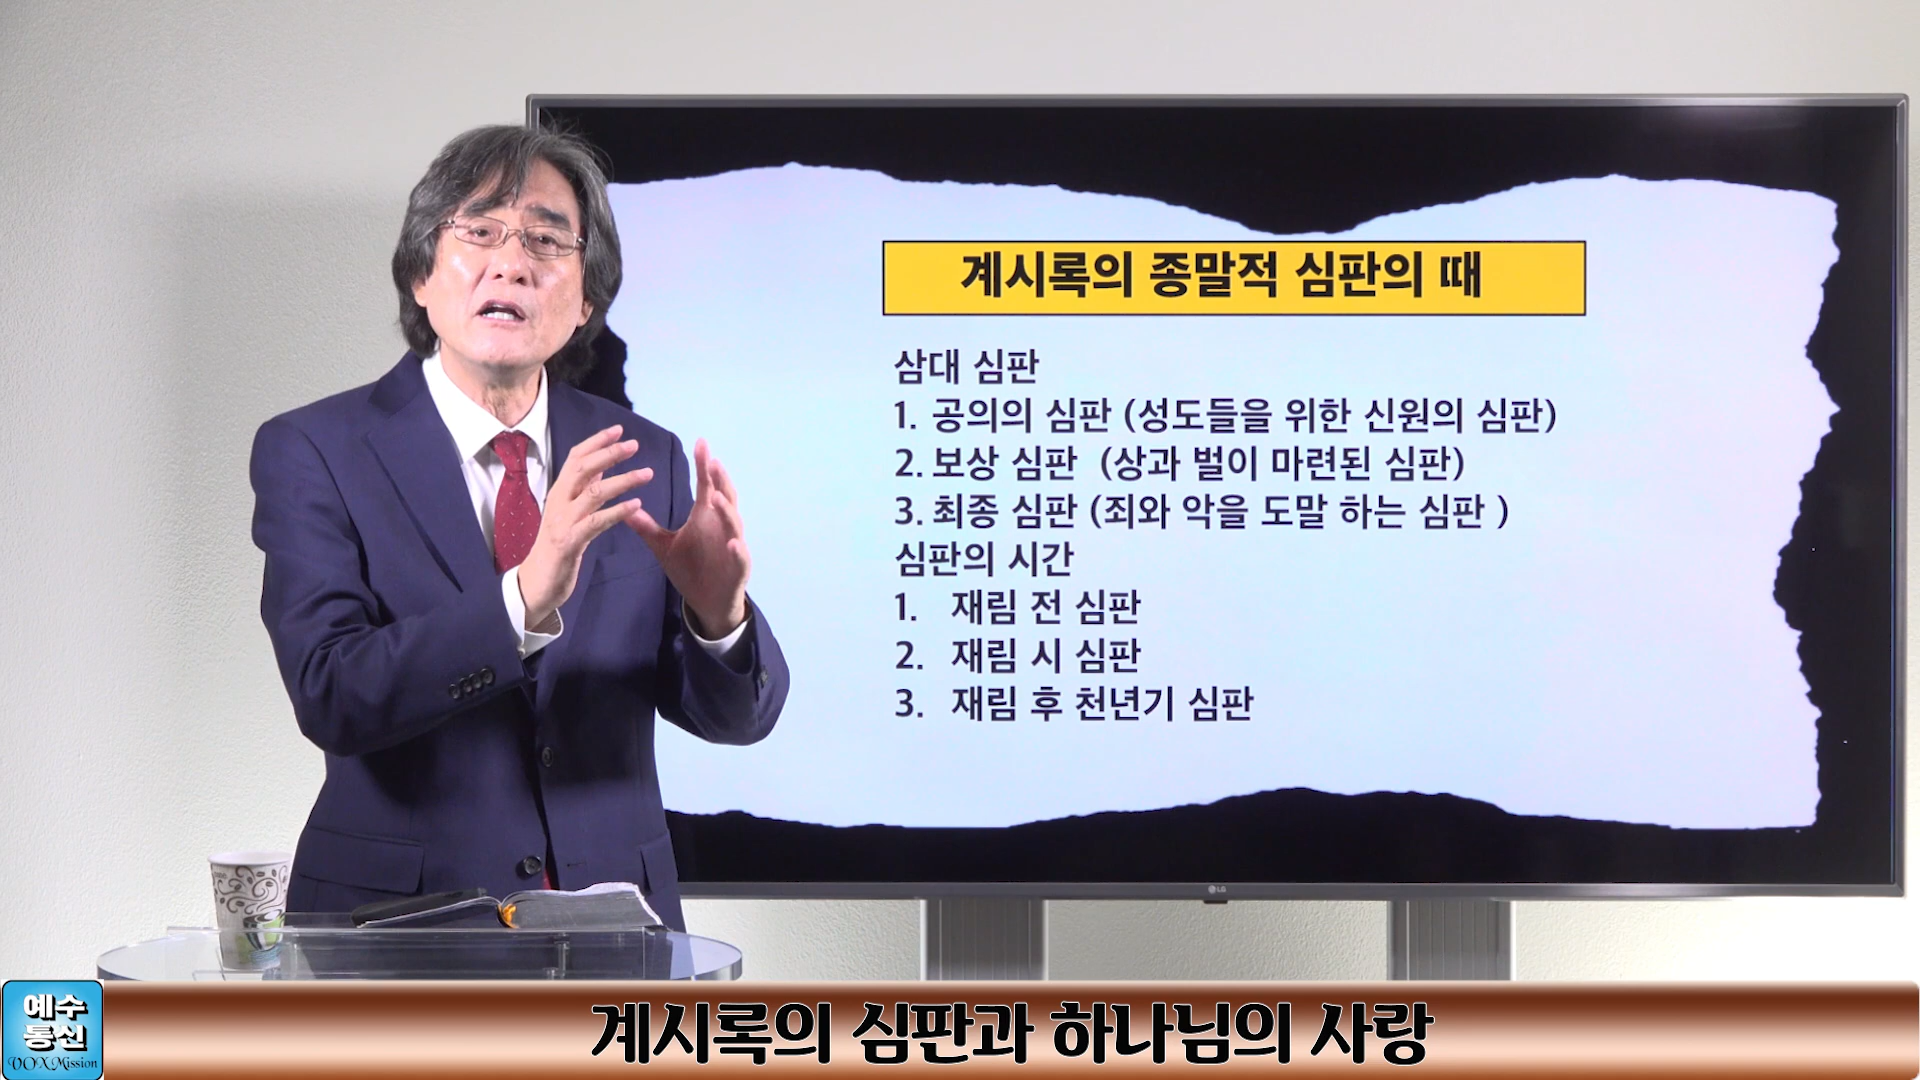 계시록의 종말적 심판의 때
삼대 심판
1. 공의의 심판 (성도들을 위한 신원의 심판)
2. 보상 심판 (상과 벌이 마련된 심판)
3. 최종 심판 (죄와 악을 도말 하는 심판 )
심판의 시간
1. 재림 전 심판
2. 재림 시 심판
3. 재림 후 천년기 심판
LG
예수
통신
VOX Mission
계시록의 심판과 하나님의 사랑